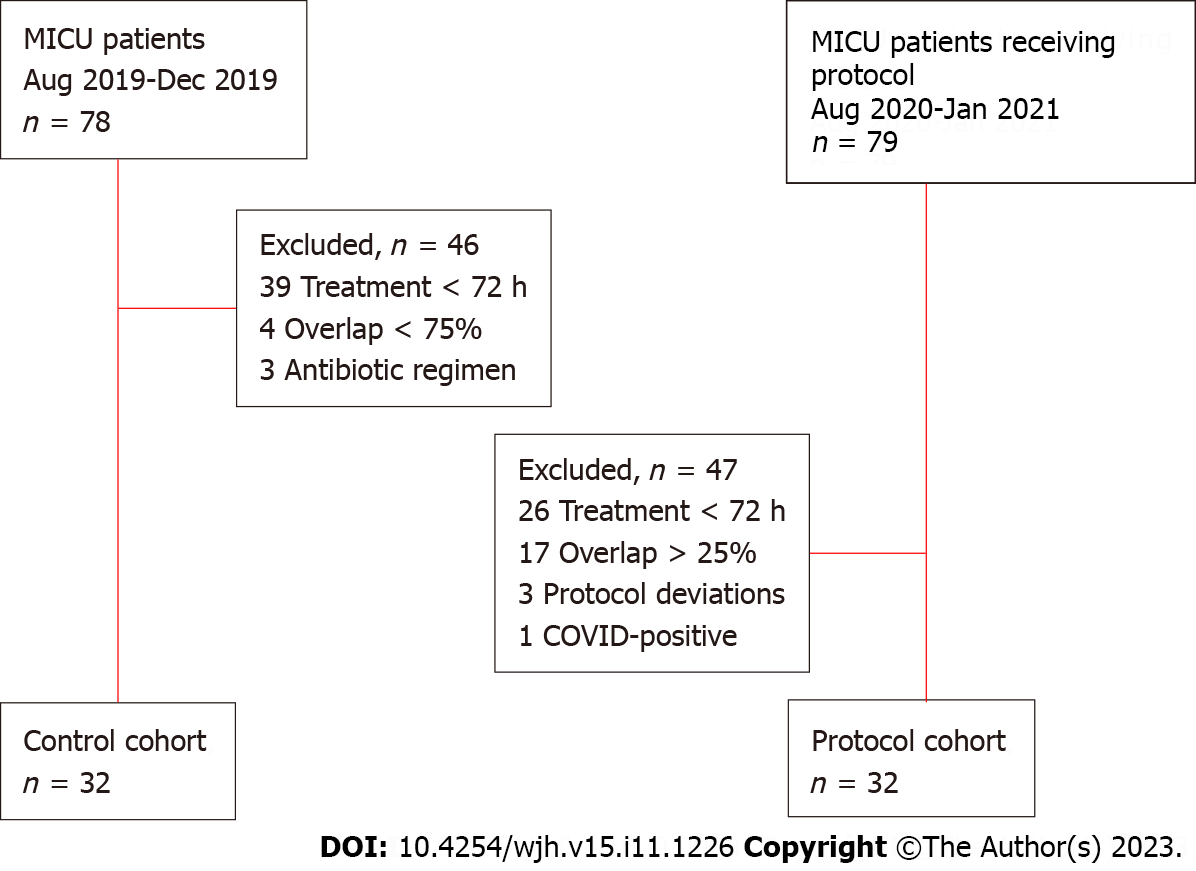 MICU patients
Aug 2019-Dec 2019
n = 78
MICU patients receiving
protocol
Aug 2020-Jan 2021
n = 79
Excluded, n = 46
39 Treatment < 72 h
4 Overlap < 75%
3 Antibiotic regimen
Excluded, n = 47
26 Treatment < 72 h
17 Overlap > 25%
3 Protocol deviations
1 COVID-positive
Control cohort
n = 32
Protocol cohort
n = 32
DOI: 10.4254/wjh.v15.i11.1226 Copyright ©The Author(s) 2023.